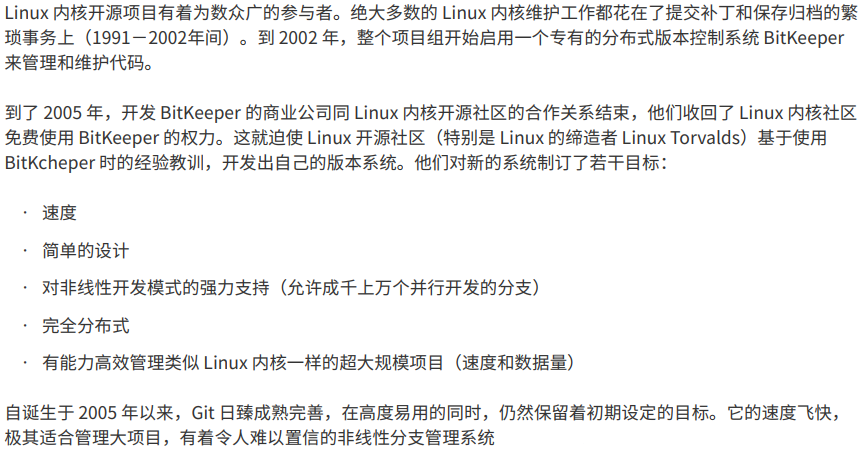 Linux 内核开源项目有着为数众广的参与者。绝大多数的 Linux 内核维护工作都花在了提交补丁和保存归档的繁
琐事务上（1991－2002年间）。到 2002 年，整个项目组开始启用一个专有的分布式版本控制系统 BitKeeper
来管理和维护代码。
到了 2005 年，开发 BitKeeper 的商业公司同 Linux 内核开源社区的合作关系结束，他们收回了 Linux 内核社区
免费使用 BitKeeper 的权力。这就迫使 Linux 开源社区（特别是 Linux 的缔造者 Linux Torvalds）基于使用
BitKcheper 时的经验教训，开发出自己的版本系统。他们对新的系统制订了若干目标：
· 速度
· 简单的设计
· 对非线性开发模式的强力支持（允许成千上万个并行开发的分支）
· 完全分布式
· 有能力高效管理类似 Linux 内核一样的超大规模项目（速度和数据量）
自诞生于 2005 年以来，Git 日臻成熟完善，在高度易用的同时，仍然保留着初期设定的目标。它的速度飞快，
极其适合管理大项目，有着令人难以置信的非线性分支管理系统